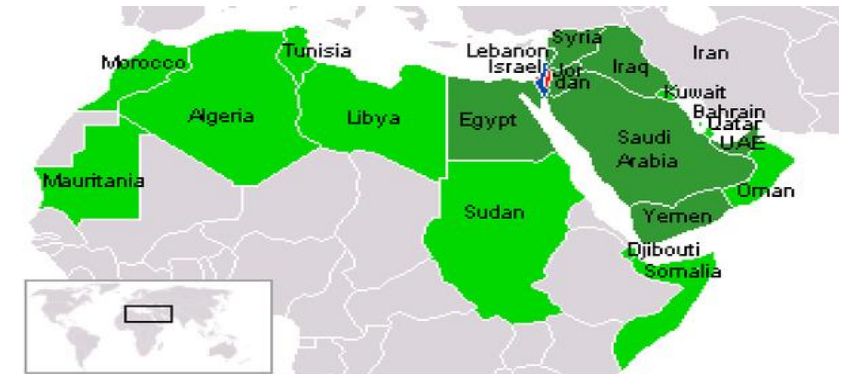 Morocco
Tunisia
Algeria
Libya
Egypt
Mauritania
Sudan
Lebanon
Israel
Syria
Jor
dan
Iraq
Iran
Kuwait
Bahrain
Qatar
UAE
Saudi
Arabia
Oman
Yemen
Djibouti
Somalia